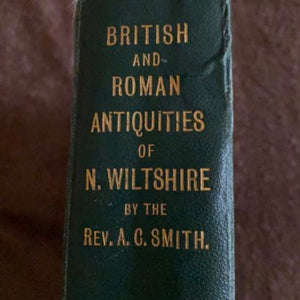 BRITISH
AND
ROMAN
ANTIQUITIES
OF
N. WILTSHIRE
BY THE
REV. A. C. SMITH.